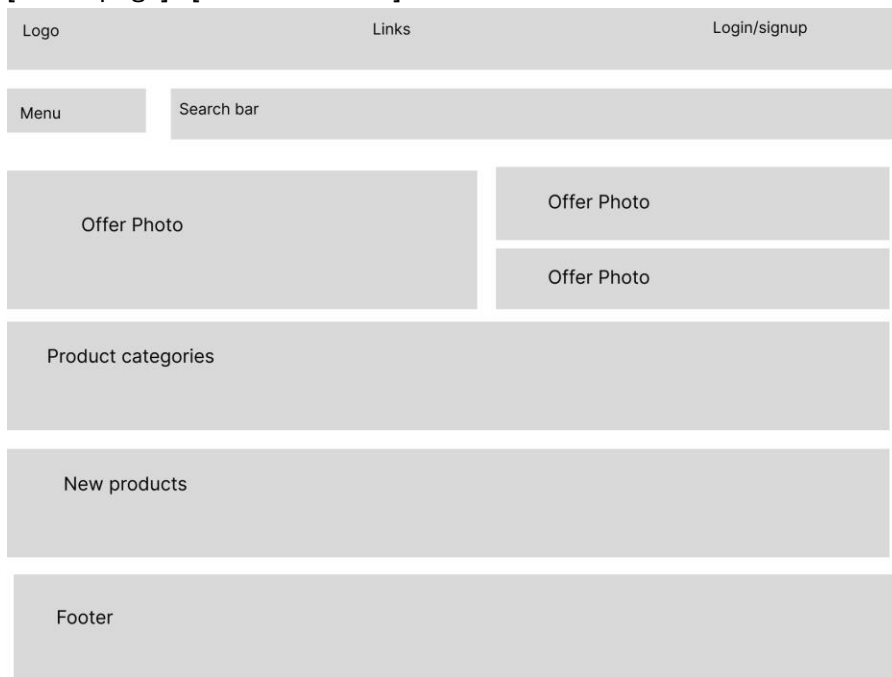 Logo Links Login/signup
Menu Search bar
Offer Photo
Offer Photo
Offer Photo
Product categories
New products
Footer